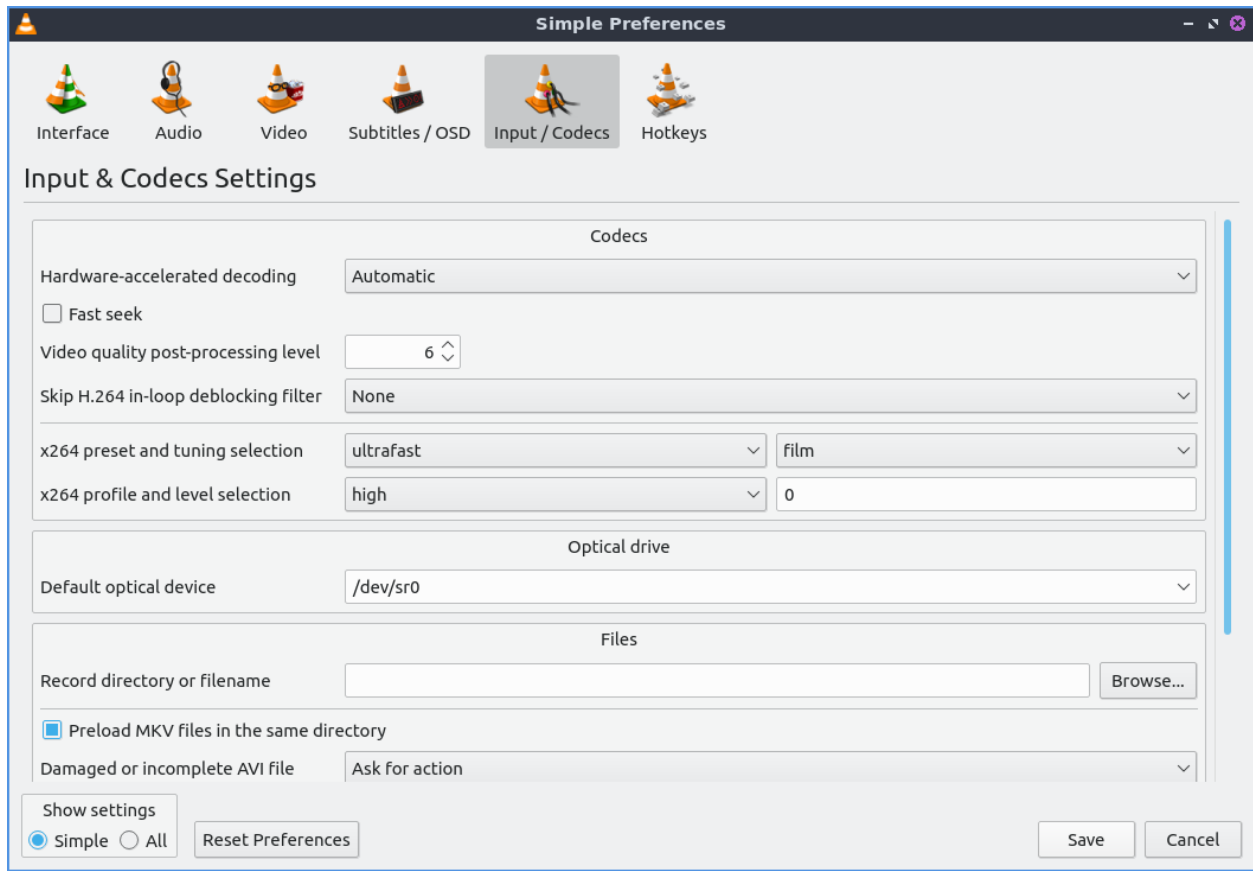 Simple Preferences
Interface Audio Video Subtitles / OSD Input / Codecs Hotkeys
Input & Codecs Settings
Codecs
Hardware-accelerated decoding Automatic
Fast seek
Video quality post-processing level 6
Skip H.264 in-loop deblocking filter None
x264 preset and tuning selection ultrafast film
x264 profile and level selection high 0
Optical drive
Default optical device /dev/sr0
Files
Record directory or filename Browse...
Preload MKV files in the same directory
Damaged or incomplete AVI file Ask for action
Show settings
Simple All Reset Preferences Save Cancel